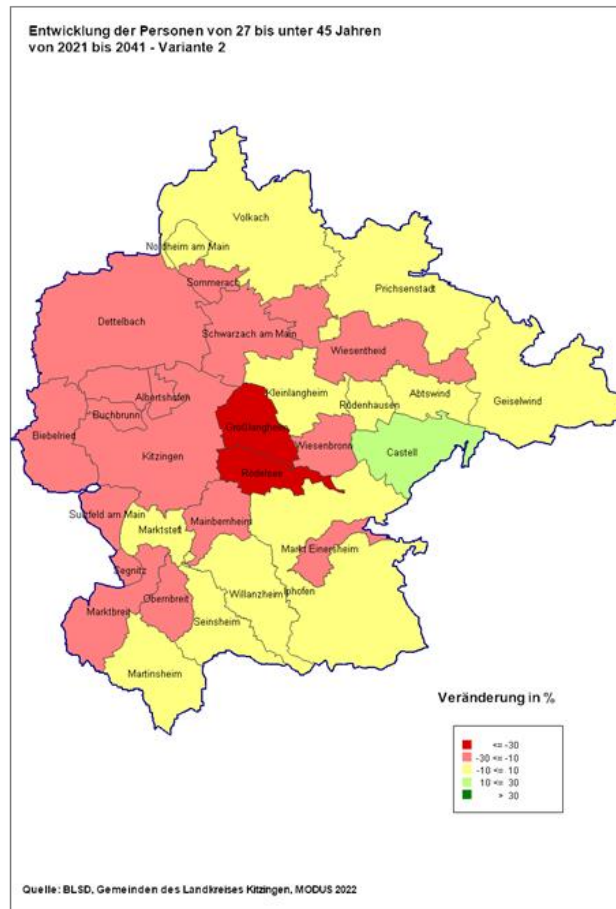 Entwicklung der Personen von 27 bis unter 45 Jahren
von 2021 bis 2041 - Variante 2
Volkach
Nordheim am Main
Sommerach
Prichsenstadt
Dettelbach
Schwarzach am Main
Wiesentheid
Kleinlangheim
Abtswind
Albertshofen
Rüdenhausen
Geiselwind
Buchbrunn
Großlangheim
Biebelried
Wiesenbronn
Castell
Kitzingen
Rödelsee
Sulzfeld am Main
Mainbernheim
Marktsteft
Markt Einersheim
Segnitz
Obernbreit
Willanzheim
Iphofen
Marktbreit
Seinsheim
Martinsheim
Veränderung in %
<= -30
-30 <= -10
-10 <= 10
10 <= 30
> 30
Quelle: BLSD, Gemeinden des Landkreises Kitzingen, MODUS 2022